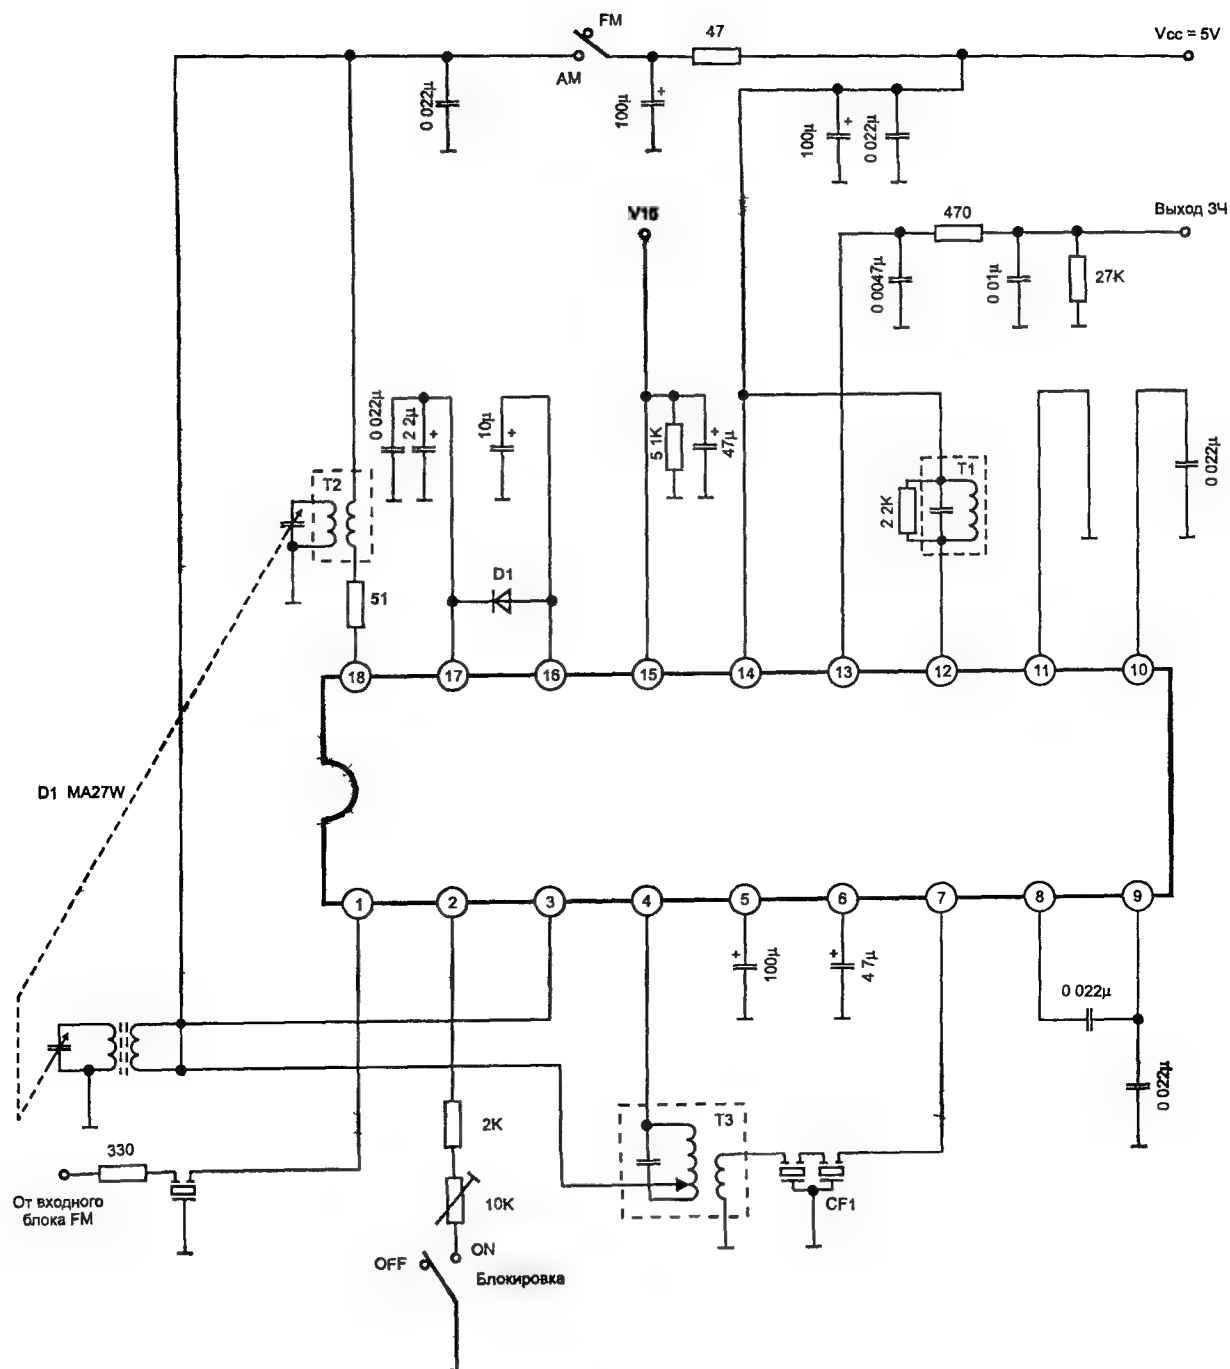 FM
47
Vcc = 5V
AM
0 022µ
100µ
100µ
0 022µ
V15
470
Выход ЗЧ
0 0047µ
0 01µ
27K
0 022µ
2 2µ
10µ
5 1K
47µ
T1
0 022µ
T2
2 2K
D1
51
18
17
16
15
14
13
12
11
10
D1 MA27W
1
2
3
4
5
6
7
8
9
100µ
4 7µ
0 022µ
0 022µ
T3
2K
330
10K
CF1
От входного
блока FM
ON
OFF
Блокировка